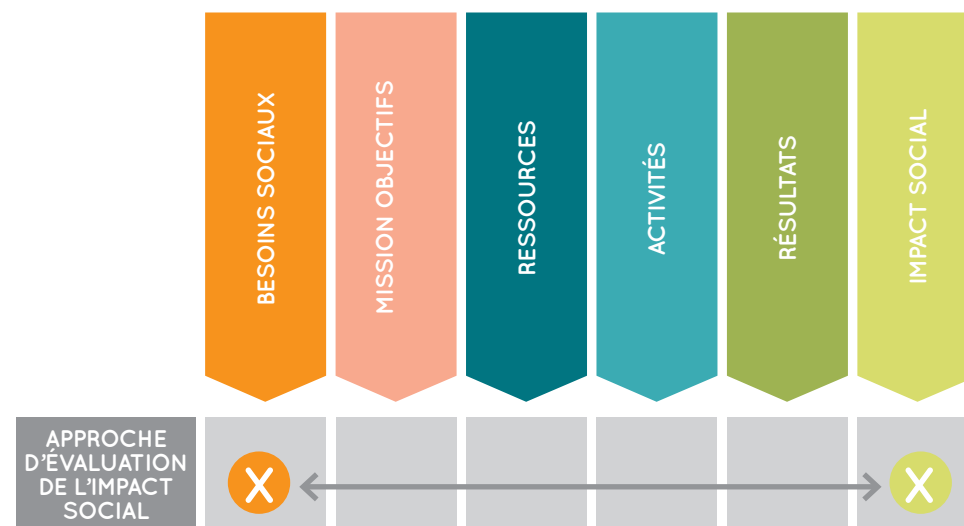 BESOINS SOCIAUX
MISSION OBJECTIFS
RESSOURCES
ACTIVITÉS
RÉSULTATS
IMPACT SOCIAL
APPROCHE
D'ÉVALUATION
DE L'IMPACT
SOCIAL
X
X